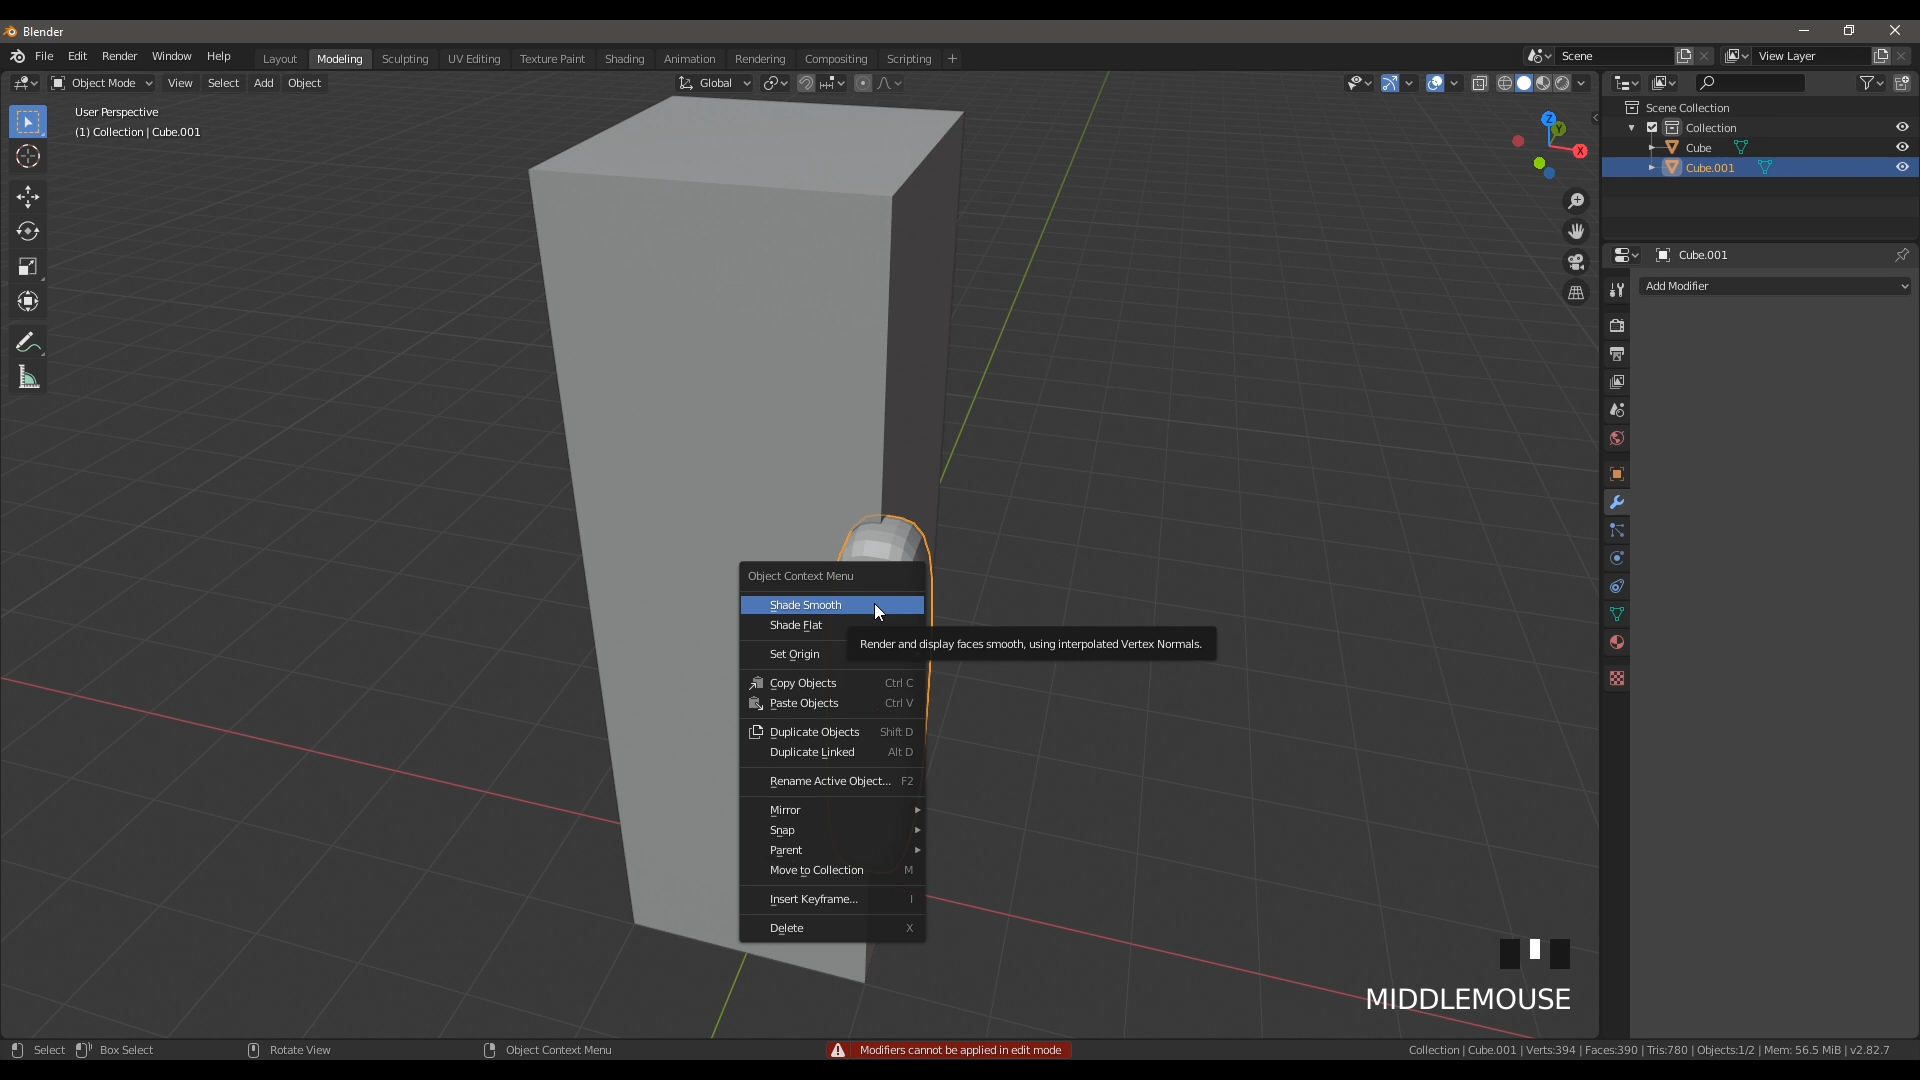 Blender
File Edit Render Window Help Layout Modeling Sculpting UV Editing Texture Paint Shading Animation Rendering Compositing Scripting + Scene View Layer
Object Mode View Select Add Object Global
User Perspective
(1) Collection | Cube.001
Z
Y
X
Scene Collection
Collection
Cube
Cube.001
Cube.001
Add Modifier
Object Context Menu
Shade Smooth
Shade Flat
Render and display faces smooth, using interpolated Vertex Normals.
Set Origin
Copy Objects Ctrl C
Paste Objects Ctrl V
Duplicate Objects Shift D
Duplicate Linked Alt D
Rename Active Object... F2
Mirror
Snap
Parent
Move to Collection M
Insert Keyframe... I
Delete X
MIDDLEMOUSE
Select Box Select Rotate View Object Context Menu Modifiers cannot be applied in edit mode Collection | Cube.001 | Verts:394 | Faces:390 | Tris:780 | Objects:1/2 | Mem: 56.5 MiB | v2.82.7